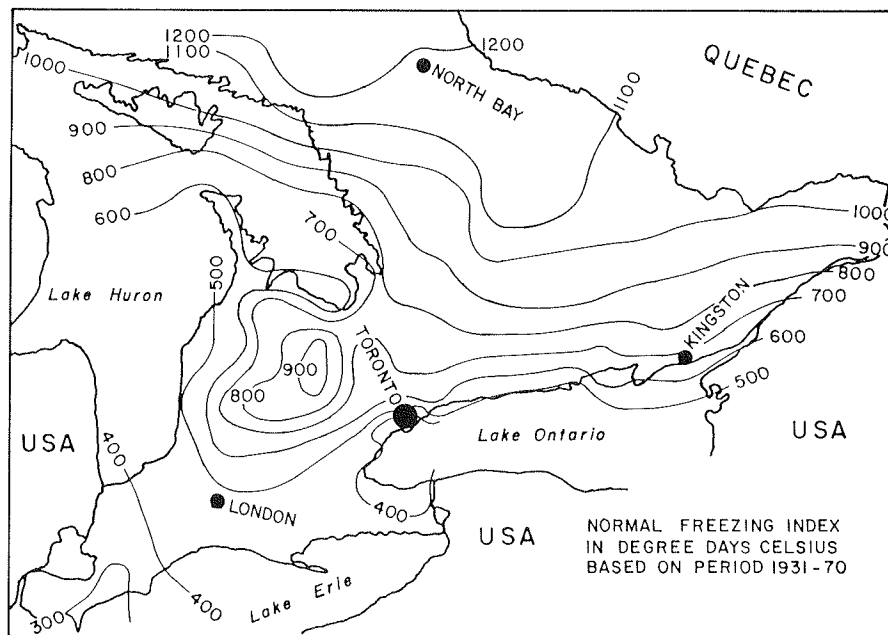 1200
1100
1000
900
800
600
1200
NORTH BAY
QUEBEC
1100
1000
900
800
700
600
500
700
500
Lake Huron
KINGSTON
TORONTO
900
800
USA
400
Lake Ontario
USA
LONDON
400
USA
NORMAL FREEZING INDEX
IN DEGREE DAYS CELSIUS
BASED ON PERIOD 1931-70
300
400
Lake Erie